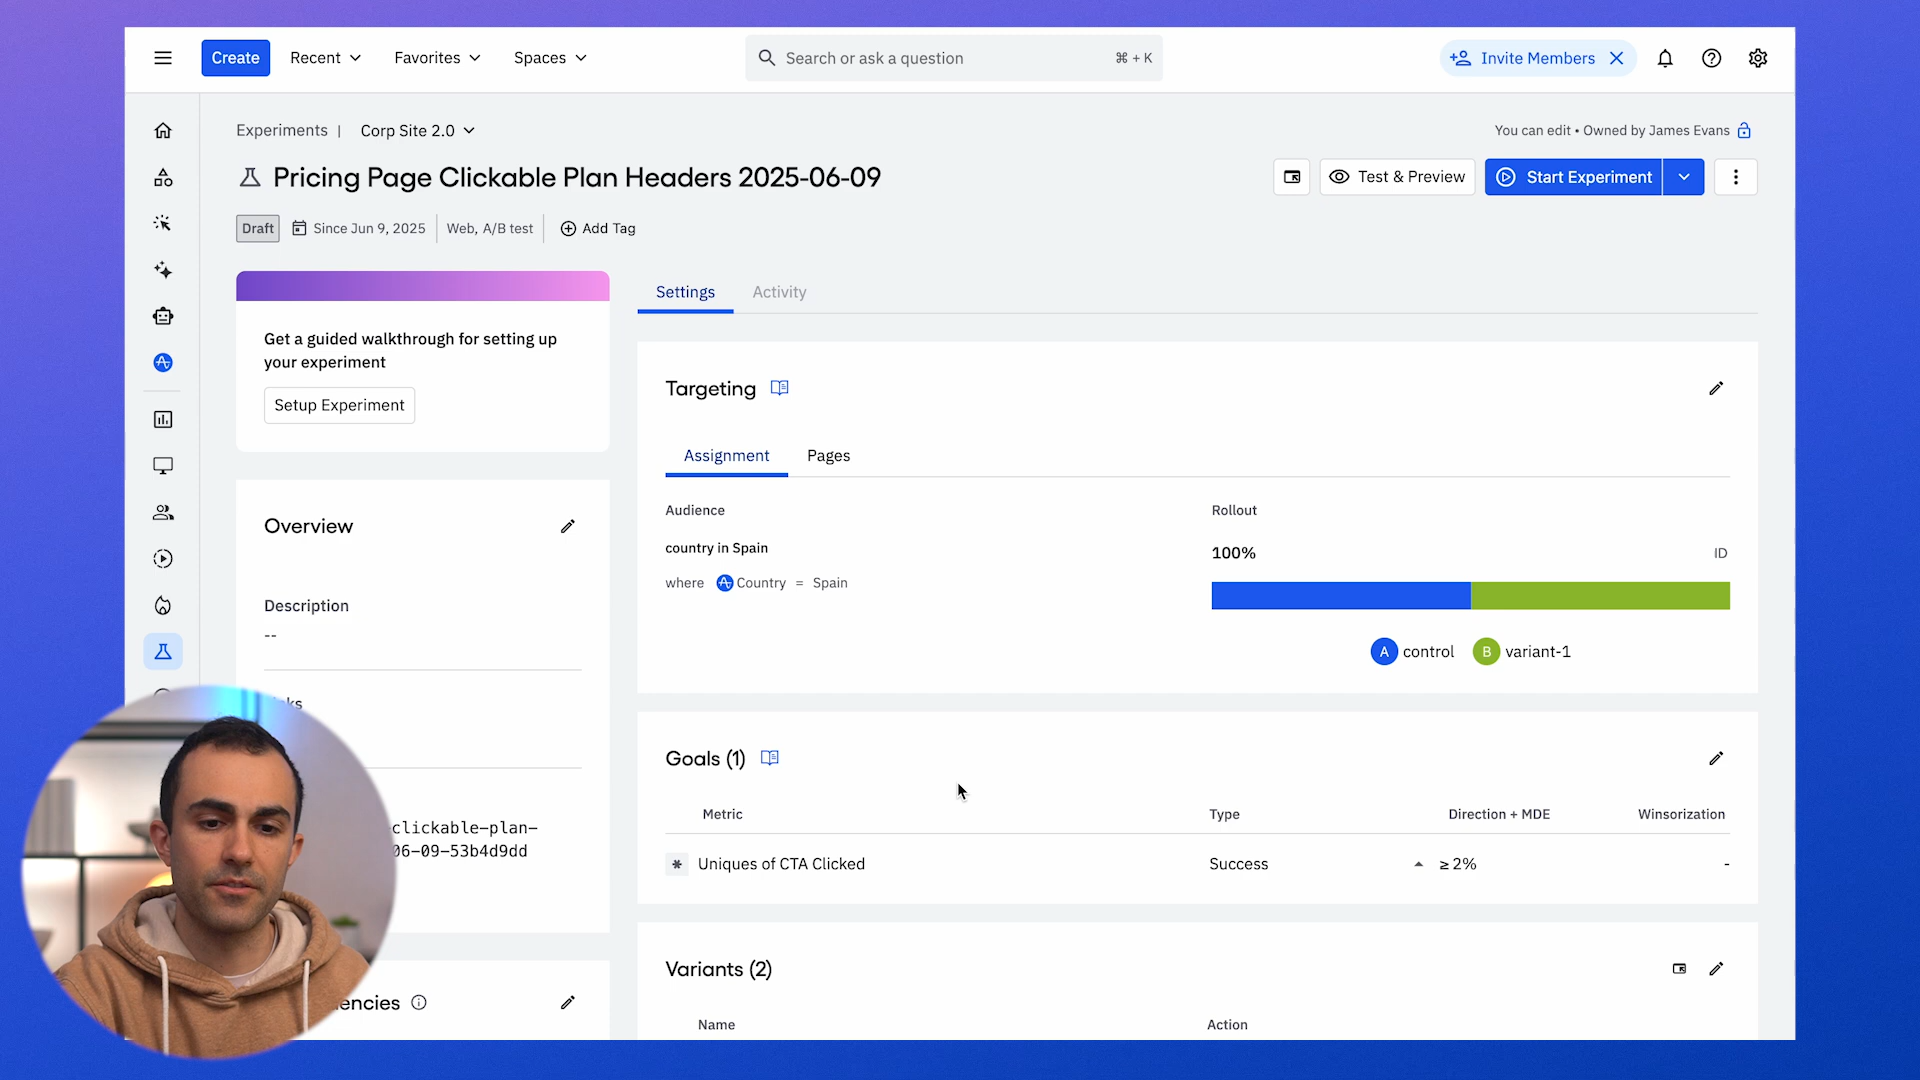 Create
Recent
Favorites
Spaces
Search or ask a question
⌘ + K
Invite Members
Experiments |
Corp Site 2.0
You can edit • Owned by James Evans
Pricing Page Clickable Plan Headers 2025-06-09
Test & Preview
Start Experiment
Draft
Since Jun 9, 2025
Web, A/B test
Add Tag
Get a guided walkthrough for setting up
your experiment
Setup Experiment
Overview
Description
--
clickable-plan-
06-09-53b4d9dd
Settings
Activity
Targeting
Assignment
Pages
Audience
country in Spain
where Country = Spain
Rollout
100%
ID
A control
B variant-1
Goals (1)
Metric
Type
Direction + MDE
Winsorization
* Uniques of CTA Clicked
Success
≥ 2%
-
Variants (2)
Name
Action